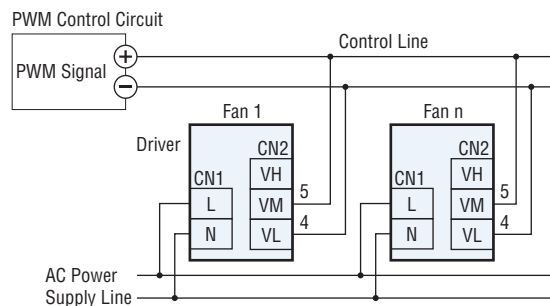 PWM Control Circuit
PWM Signal
+
−
Control Line
Fan 1
Driver
CN1
CN2
VH
L
VM
5
N
VL
4
Fan n
CN1
CN2
VH
L
VM
5
N
VL
4
AC Power
Supply Line